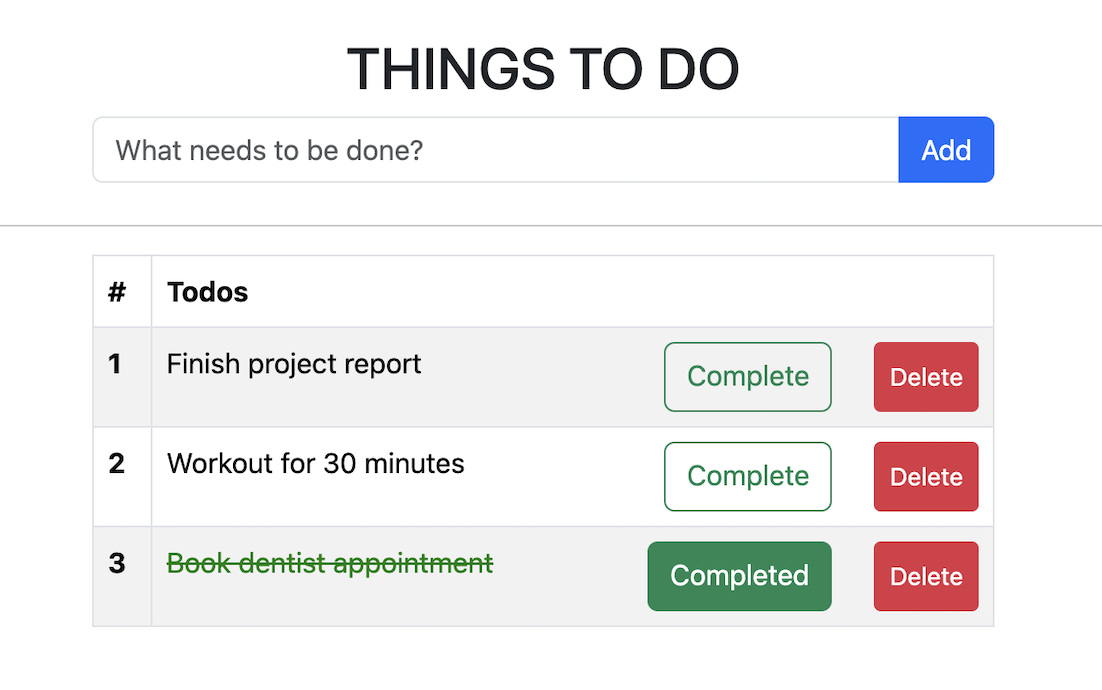 THINGS TO DO
What needs to be done? Add
# Todos
1 Finish project report Complete Delete
2 Workout for 30 minutes Complete Delete
3 Book dentist appointment Completed Delete